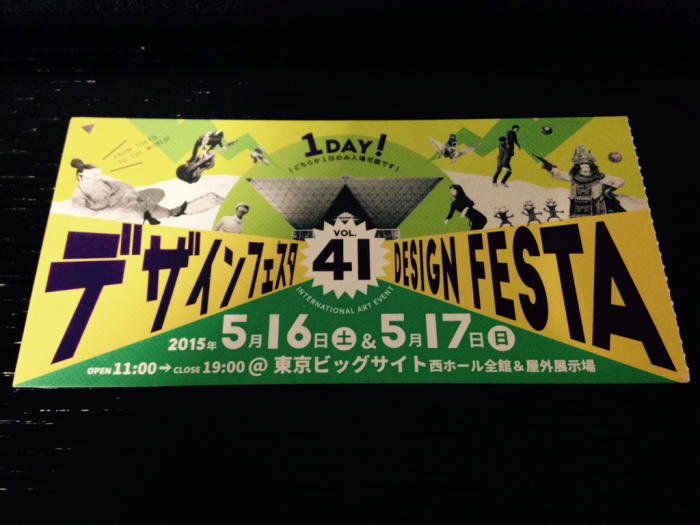 FROM TOKYO
TO THE WORLD!
1DAY!
(どちらか1日のみ入場可能です)
デザインフェスタ
VOL.
41
DESIGN FESTA
INTERNATIONAL ART EVENT
2015年5月16日(土)&5月17日(日)
OPEN 11:00→CLOSE 19:00 @ 東京ビッグサイト 西ホール全館&屋外展示場